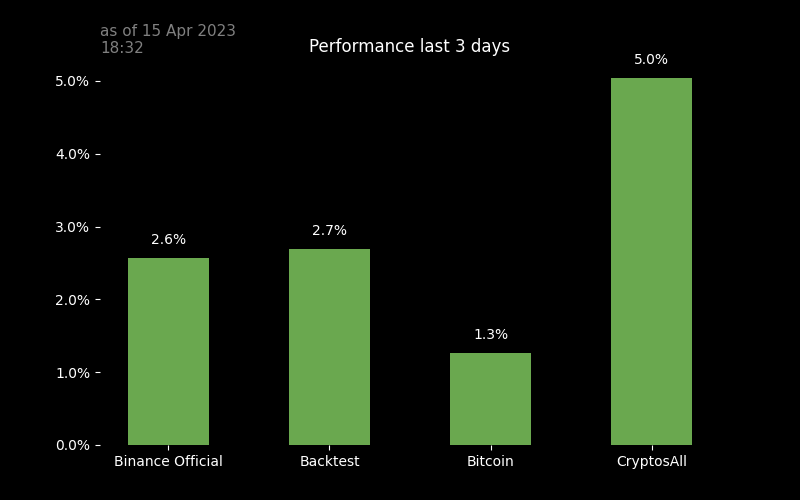 as of 15 Apr 2023
18:32
Performance last 3 days
5.0%
5.0%
4.0%
3.0%
2.6%
2.7%
2.0%
1.3%
1.0%
0.0%
Binance Official
Backtest
Bitcoin
CryptosAll